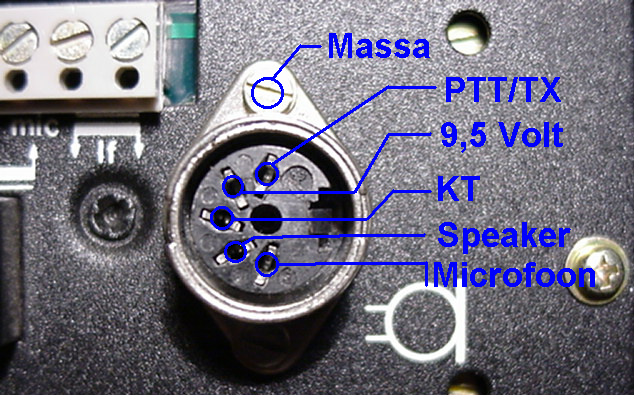 Massa
PTT/TX
9,5 Volt
KT
Speaker
Microfoon
mic
lf